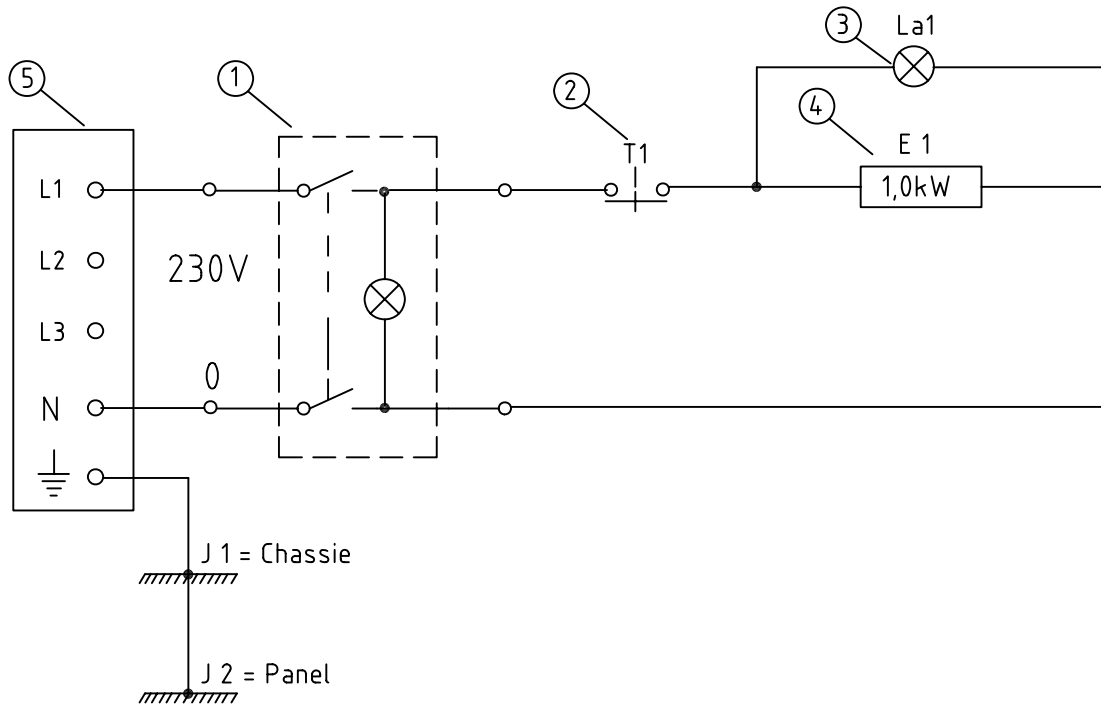 3
La1
5
1
2
4
T1
E 1
L1
1,0kW
L2
230V
L3
0
N
J 1 = Chassie
J 2 = Panel